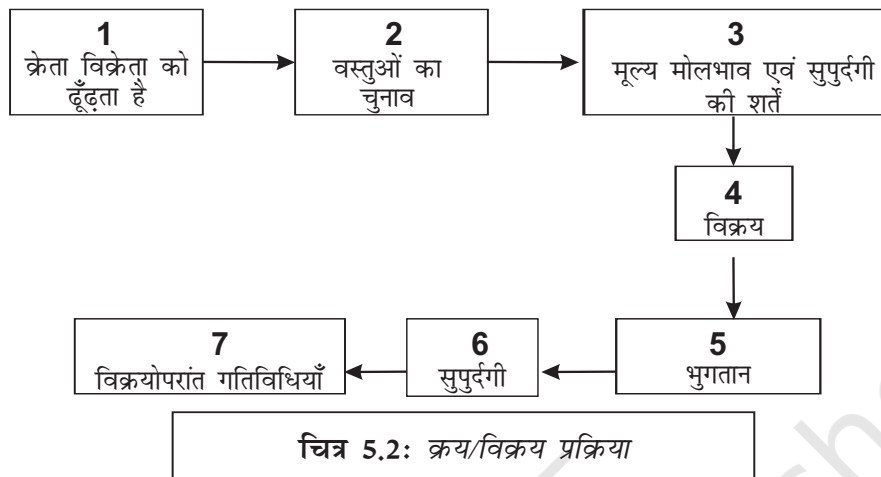 1
क्रेता विक्रेता को
ढूँढ़ता है
2
वस्तुओं का
चुनाव
3
मूल्य मोलभाव एवं सुपुर्दगी
की शर्तें
4
विक्रय
5
भुगतान
6
सुपुर्दगी
7
विक्रयोपरांत गतिविधियाँ
चित्र 5.2: क्रय/विक्रय प्रक्रिया